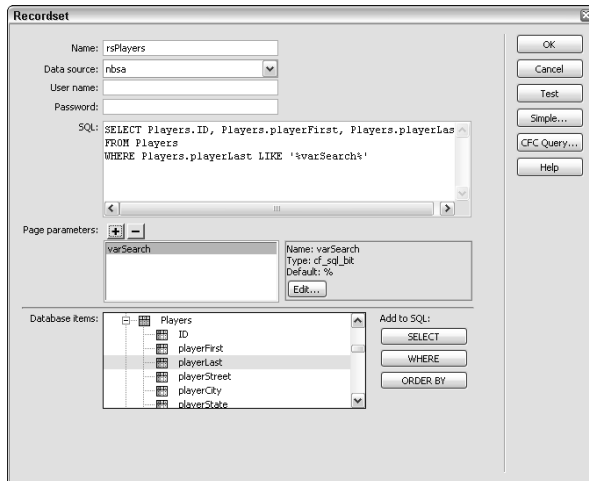 Recordset
Name: rsPlayers
Data source: nbsa
User name:
Password:
SQL: SELECT Players.ID, Players.playerFirst, Players.playerLas
FROM Players
WHERE Players.playerLast LIKE '%varSearch%'
Page parameters:
varSearch
Name: varSearch
Type: cf_sql_bit
Default: %
Edit...
Database items:
Players
ID
playerFirst
playerLast
playerStreet
playerCity
playerState
Add to SQL:
SELECT
WHERE
ORDER BY
OK
Cancel
Test
Simple...
CFC Query...
Help